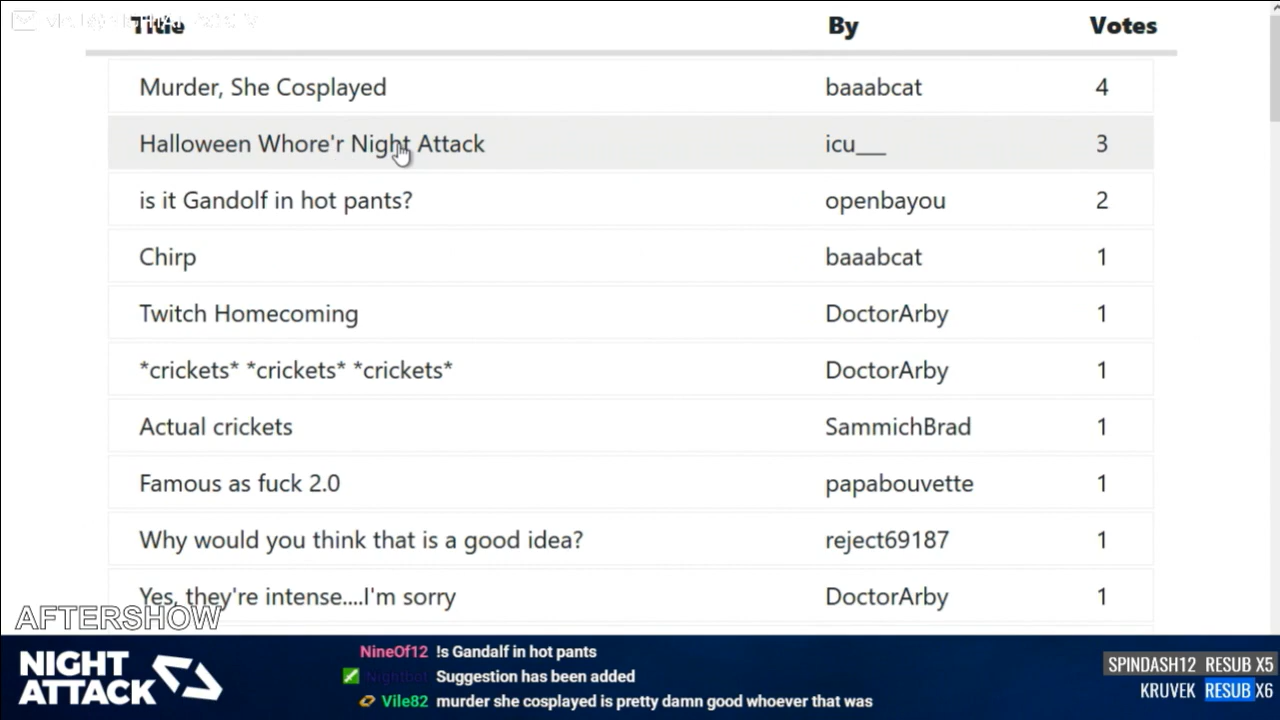 Title By Votes
Murder, She Cosplayed baaabcat 4
Halloween Whore'r Night Attack icu___ 3
is it Gandolf in hot pants? openbayou 2
Chirp baaabcat 1
Twitch Homecoming DoctorArby 1
*crickets* *crickets* *crickets* DoctorArby 1
Actual crickets SammichBrad 1
Famous as fuck 2.0 papabouvette 1
Why would you think that is a good idea? reject69187 1
Yes, they're intense....I'm sorry DoctorArby 1
AFTERSHOW
NIGHT ATTACK
NineOf12 !s Gandalf in hot pants
Nightbot Suggestion has been added
Vile82 murder she cosplayed is pretty damn good whoever that was
SPINDASH12 RESUB X5
KRUVEK RESUB X6